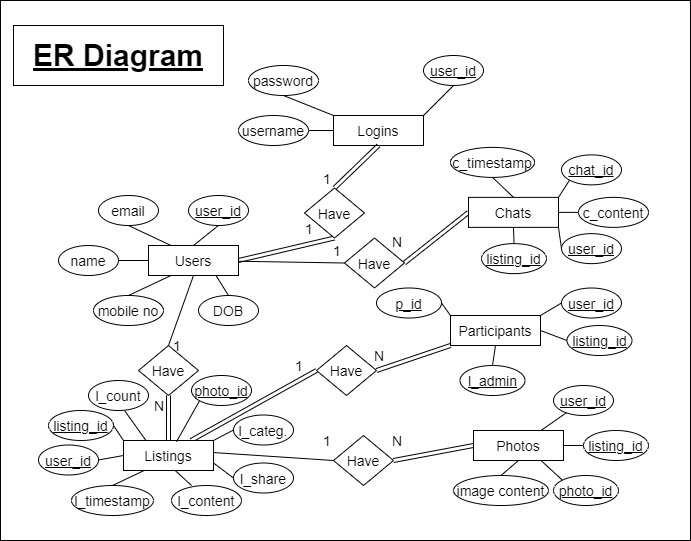 ER Diagram
password
user_id
username
Logins
1
Have
1
c_timestamp
chat_id
Chats
c_content
listing_id
user_id
email
user_id
name
Users
mobile no
DOB
1
Have
N
p_id
user_id
Participants
listing_id
l_admin
1
Have
N
1
Have
N
l_count
photo_id
listing_id
l_categ.
user_id
Listings
l_share
l_timestamp
l_content
1
Have
N
user_id
Photos
listing_id
image content
photo_id